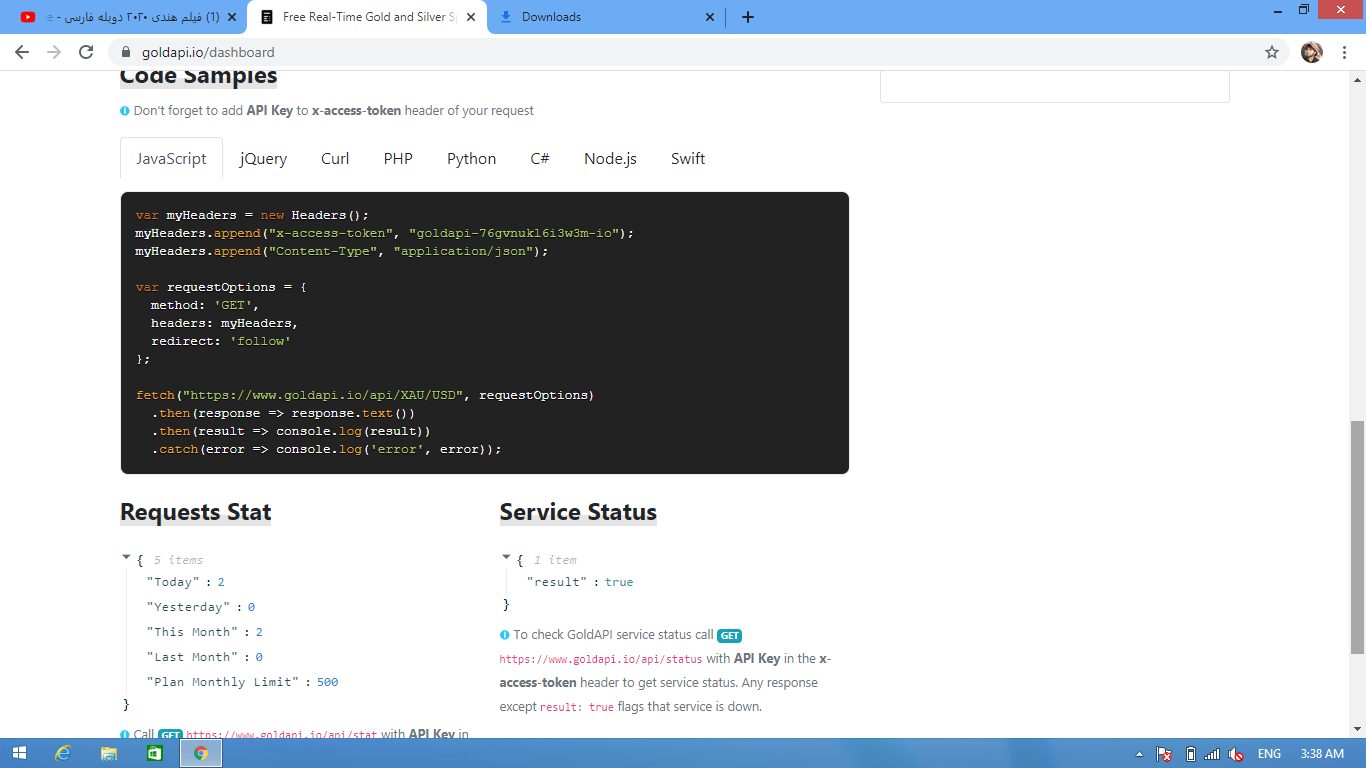 (1) فیلم هندی ۲۰۲۰ دوبله فارسی - e
Free Real-Time Gold and Silver S
Downloads
goldapi.io/dashboard
Code Samples
Don't forget to add API Key to x-access-token header of your request
JavaScript jQuery Curl PHP Python C# Node.js Swift
var myHeaders = new Headers();
myHeaders.append("x-access-token", "goldapi-76gvnukl6i3w3m-io");
myHeaders.append("Content-Type", "application/json");
var requestOptions = {
method: 'GET',
headers: myHeaders,
redirect: 'follow'
};
fetch("https://www.goldapi.io/api/XAU/USD", requestOptions)
.then(response => response.text())
.then(result => console.log(result))
.catch(error => console.log('error', error));
Requests Stat
{ 5 items
"Today" : 2
"Yesterday" : 0
"This Month" : 2
"Last Month" : 0
"Plan Monthly Limit" : 500
}
Call GET https://www.goldapi.io/api/stat with API Key in
Service Status
{ 1 item
"result" : true
}
To check GoldAPI service status call GET
https://www.goldapi.io/api/status with API Key in the x-
access-token header to get service status. Any response
except result: true flags that service is down.
ENG 3:38 AM